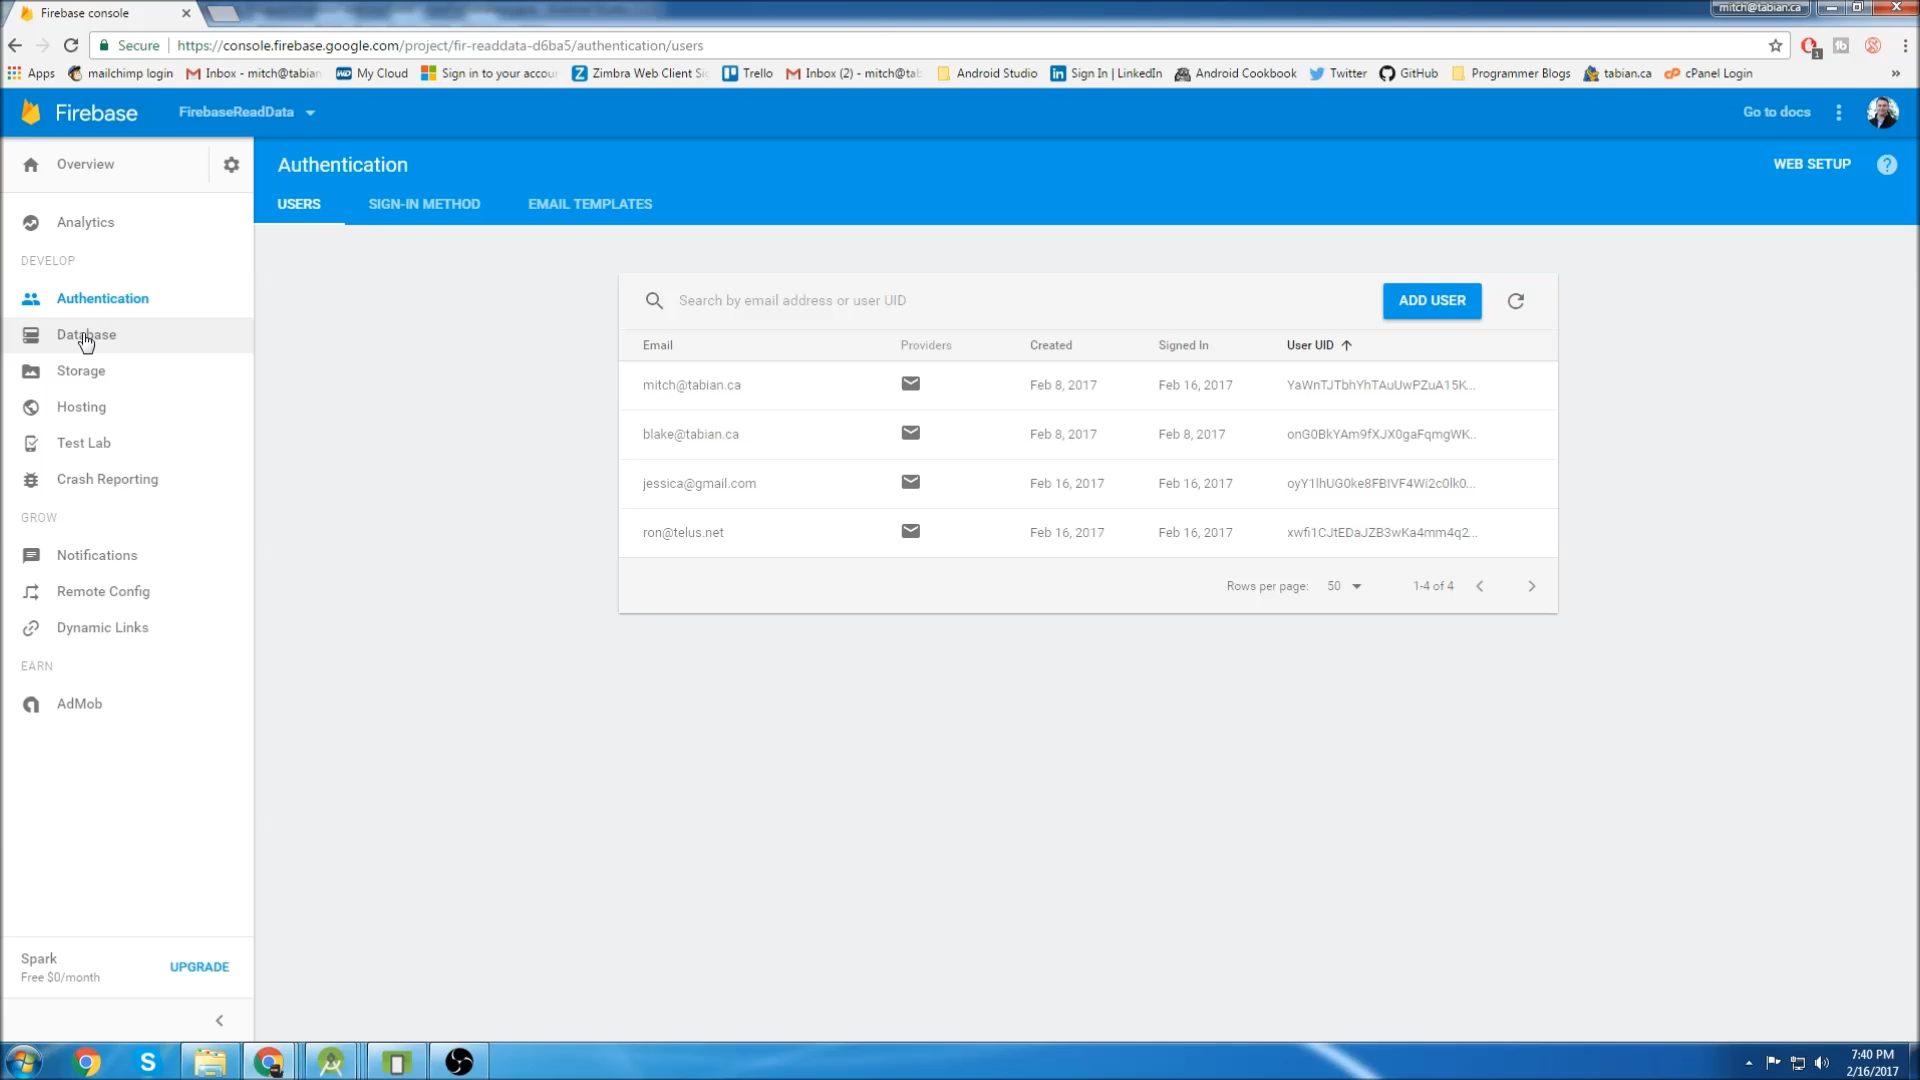 Firebase console
mitch@tabian.ca
Secure
https://console.firebase.google.com/project/fir-readdata-d6ba5/authentication/users
Apps
mailchimp login
Inbox - mitch@tabian
My Cloud
Sign in to your accou
Zimbra Web Client Si
Trello
Inbox (2) - mitch@tab
Android Studio
Sign In | LinkedIn
Android Cookbook
Twitter
GitHub
Programmer Blogs
tabian.ca
cPanel Login
Firebase
FirebaseReadData
Go to docs
Overview
Authentication
WEB SETUP
USERS
SIGN-IN METHOD
EMAIL TEMPLATES
Analytics
DEVELOP
Authentication
Database
Storage
Hosting
Test Lab
Crash Reporting
GROW
Notifications
Remote Config
Dynamic Links
EARN
AdMob
Search by email address or user UID
ADD USER
Email Providers Created Signed In User UID
mitch@tabian.ca Feb 8, 2017 Feb 16, 2017 YaWnTJTbhYhTAuUwPZuA15K...
blake@tabian.ca Feb 8, 2017 Feb 8, 2017 onG0BkYAm9fXJX0gaFqmgWK...
jessica@gmail.com Feb 16, 2017 Feb 16, 2017 oyY1lhUG0ke8FBIVF4Wi2c0lk0...
ron@telus.net Feb 16, 2017 Feb 16, 2017 xwfi1CJtEDaJZB3wKa4mm4q2...
Rows per page: 50 1-4 of 4
Spark
Free $0/month
UPGRADE
7:40 PM
2/16/2017